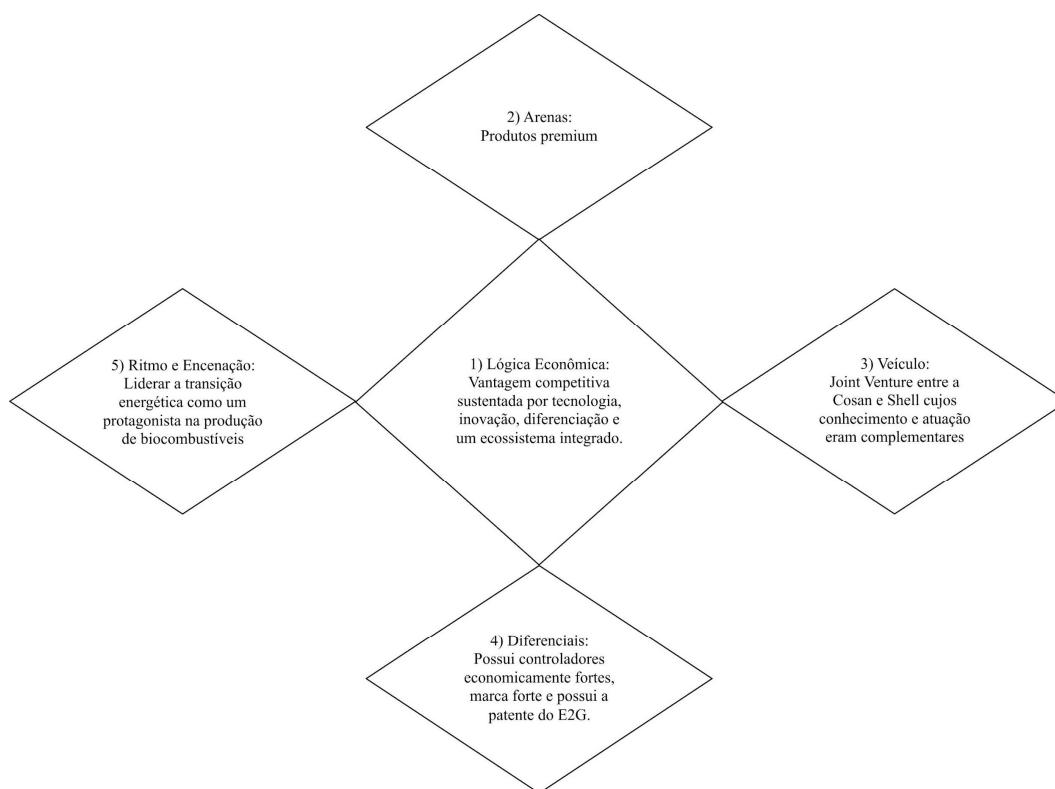 2) Arenas:
Produtos premium
5) Ritmo e Encenação:
Liderar a transição
energética como um
protagonista na produção
de biocombustíveis
1) Lógica Econômica:
Vantagem competitiva
sustentada por tecnologia,
inovação, diferenciação e
um ecossistema integrado.
3) Veículo:
Joint Venture entre a
Cosan e Shell cujos
conhecimento e atuação
eram complementares
4) Diferenciais:
Possui controladores
economicamente fortes,
marca forte e possui a
patente do E2G.